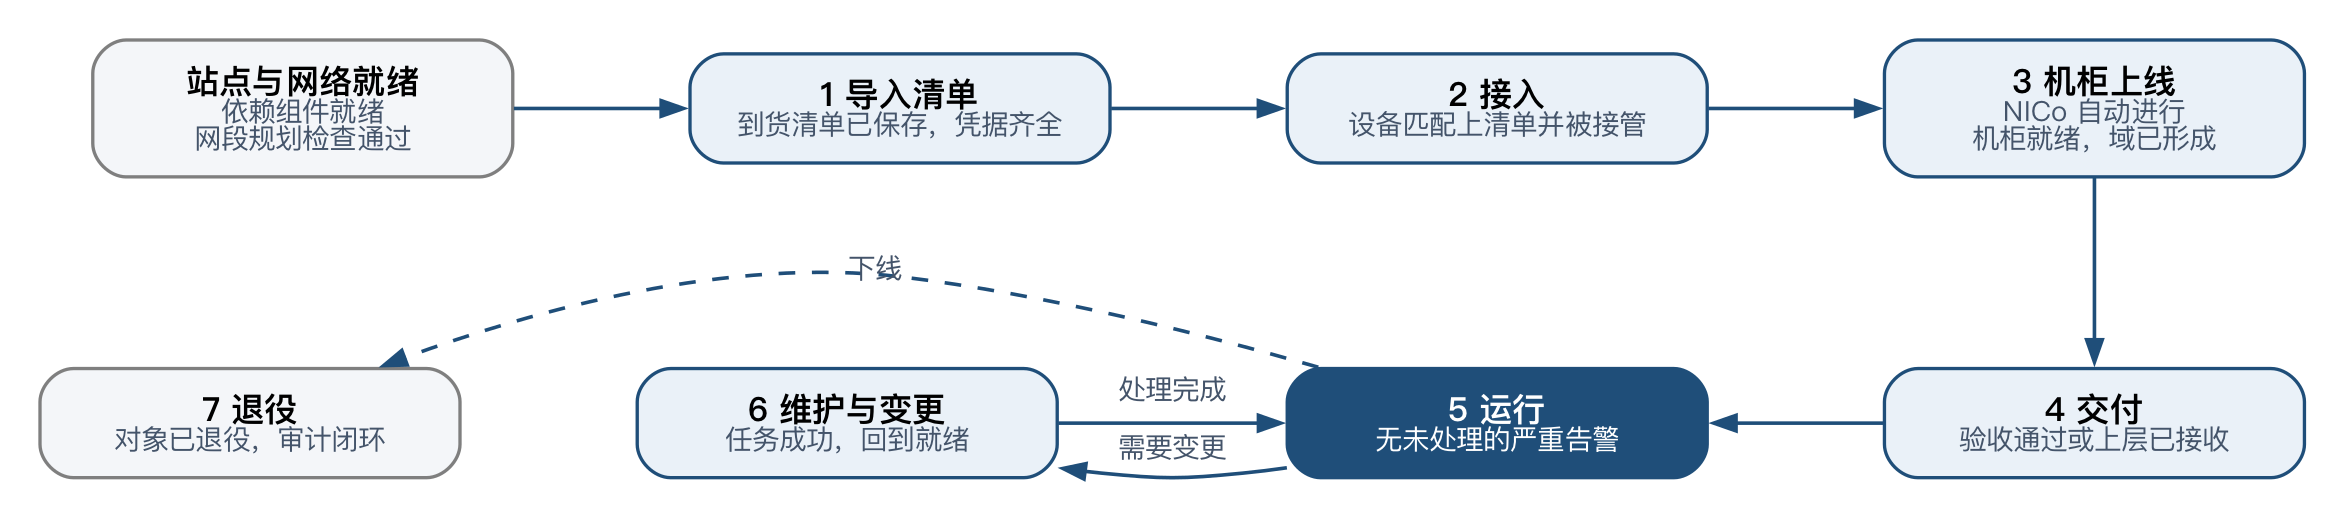 站点与网络就绪
依赖组件就绪
网段规划检查通过
1 导入清单
到货清单已保存，凭据齐全
2 接入
设备匹配上清单并被接管
3 机柜上线
NICo 自动进行
机柜就绪，域已形成
下线
7 退役
对象已退役，审计闭环
6 维护与变更
任务成功，回到就绪
处理完成
需要变更
5 运行
无未处理的严重告警
4 交付
验收通过或上层已接收